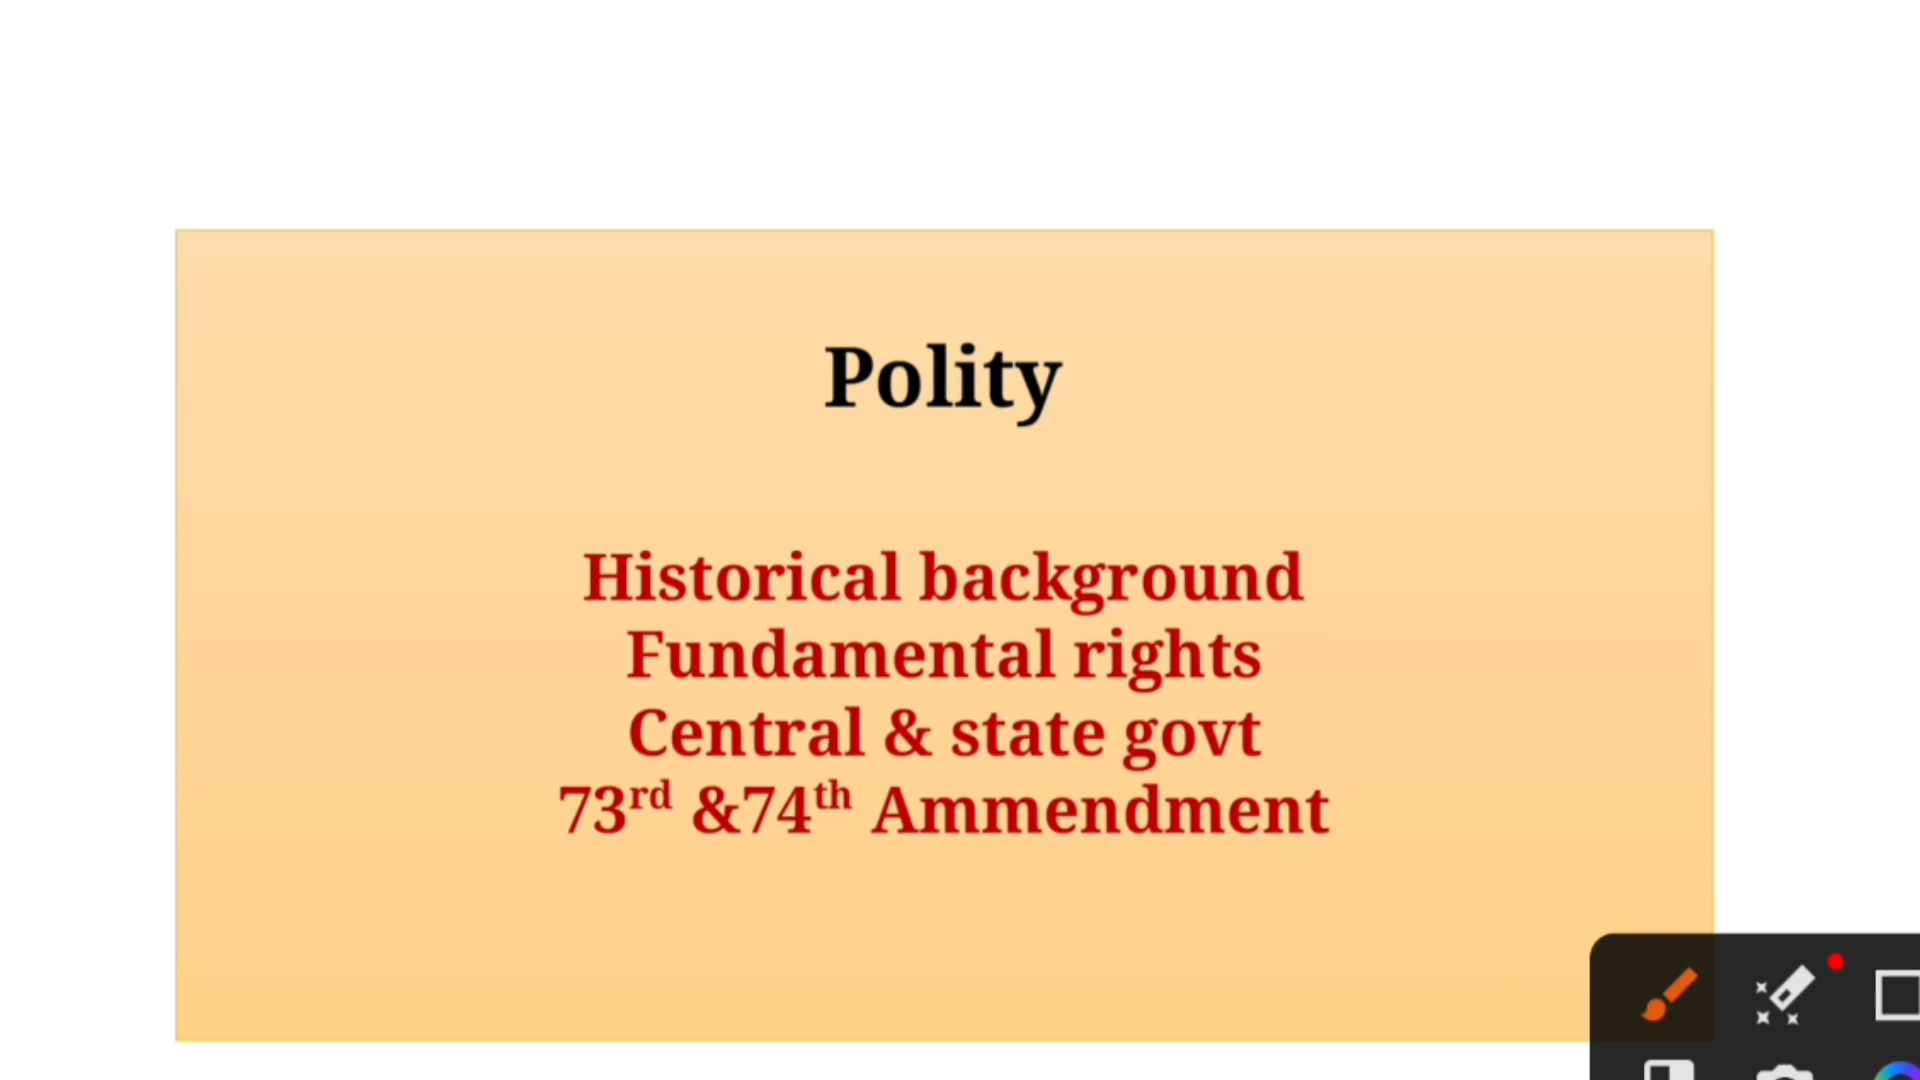 Polity
Historical background
Fundamental rights
Central & state govt
73rd &74th Ammendment